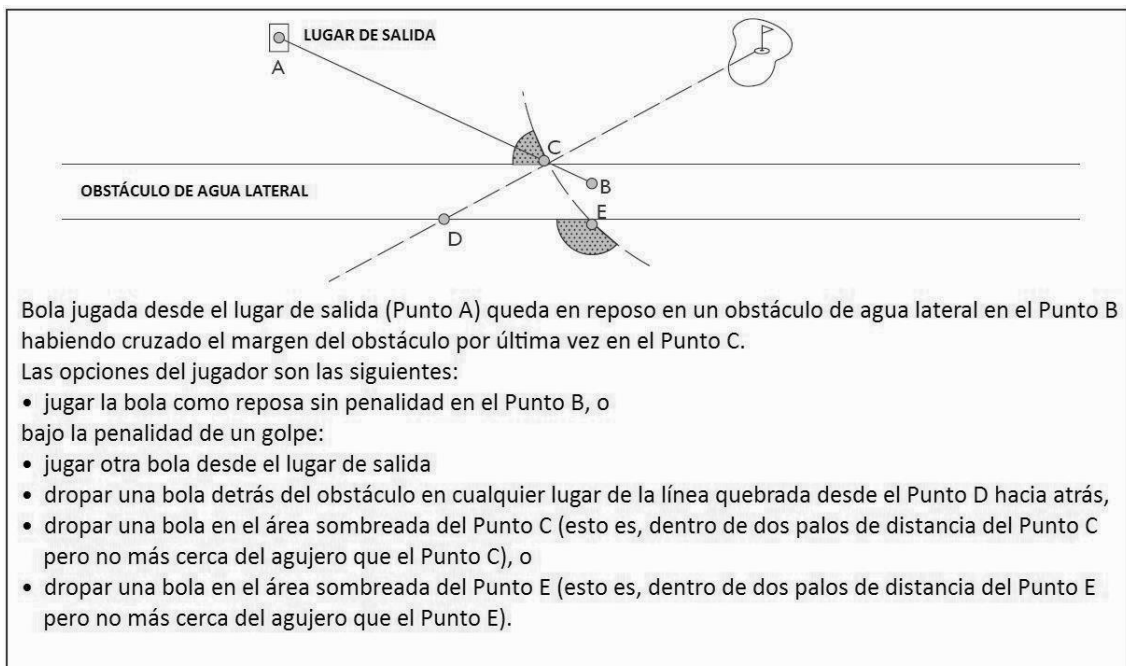 LUGAR DE SALIDA
A
C
B
OBSTÁCULO DE AGUA LATERAL
E
D
Bola jugada desde el lugar de salida (Punto A) queda en reposo en un obstáculo de agua lateral en el Punto B
habiendo cruzado el margen del obstáculo por última vez en el Punto C.
Las opciones del jugador son las siguientes:
• jugar la bola como reposa sin penalidad en el Punto B, o
bajo la penalidad de un golpe:
• jugar otra bola desde el lugar de salida
• dropar una bola detrás del obstáculo en cualquier lugar de la línea quebrada desde el Punto D hacia atrás,
• dropar una bola en el área sombreada del Punto C (esto es, dentro de dos palos de distancia del Punto C
pero no más cerca del agujero que el Punto C), o
• dropar una bola en el área sombreada del Punto E (esto es, dentro de dos palos de distancia del Punto E
pero no más cerca del agujero que el Punto E).